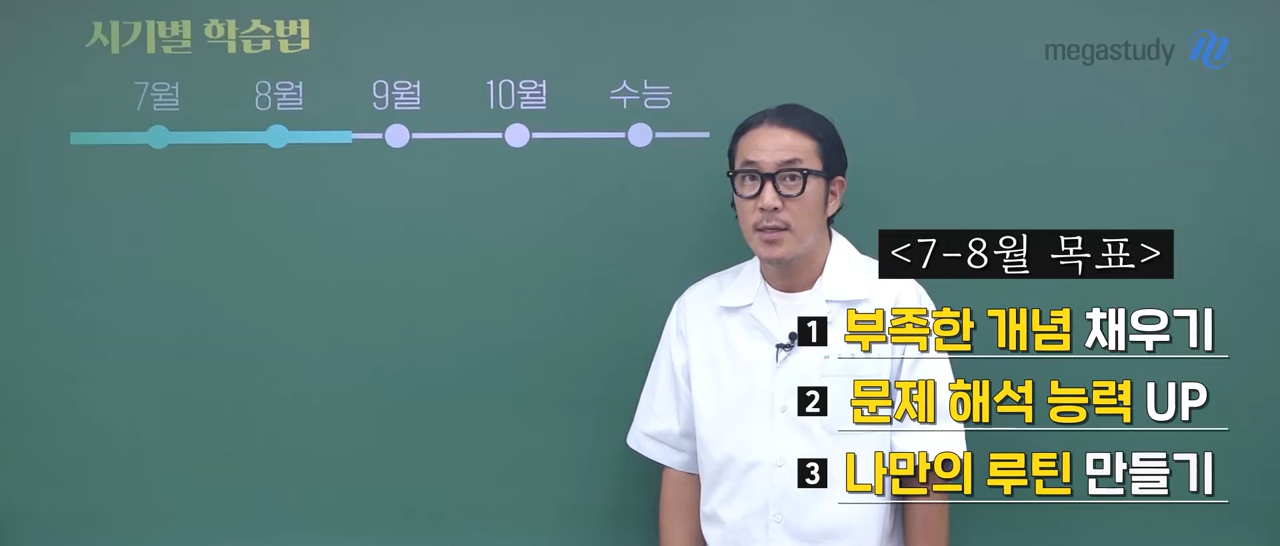 시기별 학습법
megastudy
7월 8월 9월 10월 수능
<7-8월 목표>
1 부족한 개념 채우기
2 문제 해석 능력 UP
3 나만의 루틴 만들기